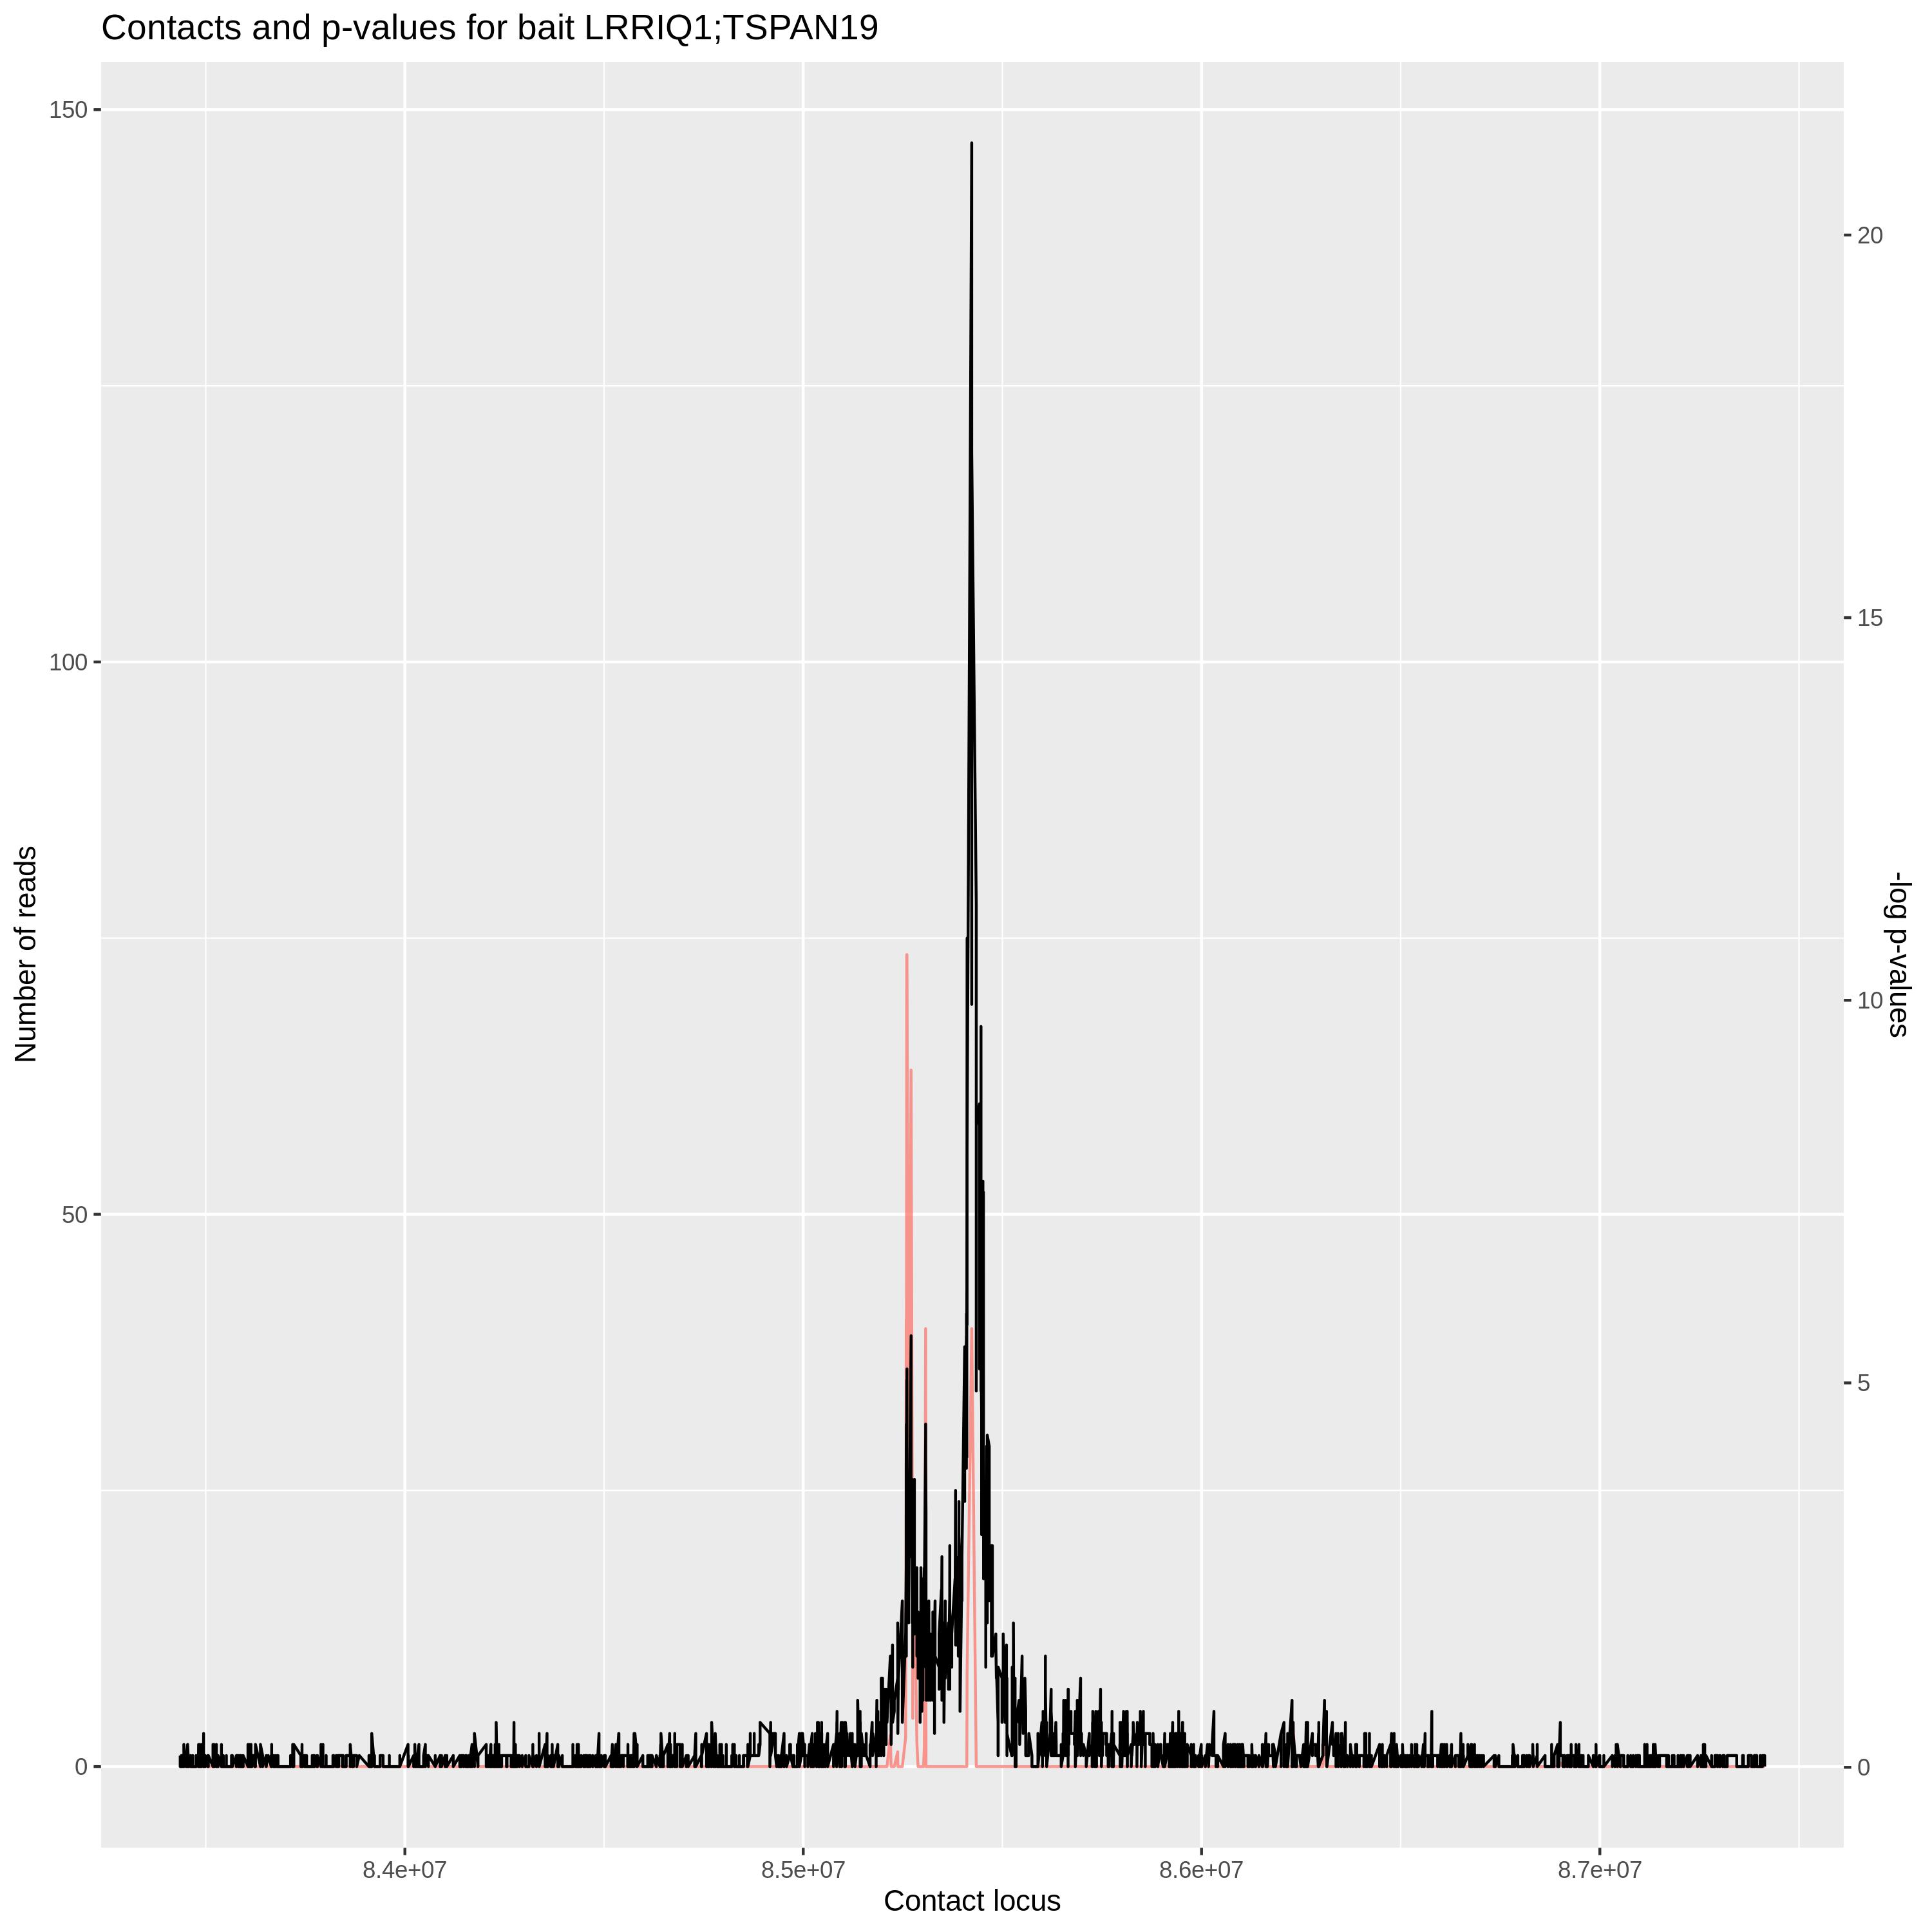 Contacts and p-values for bait LRRIQ1;TSPAN19
150
100
50
0
Number of reads
20
15
10
5
0
-log p-values
8.4e+07
8.5e+07
8.6e+07
8.7e+07
Contact locus